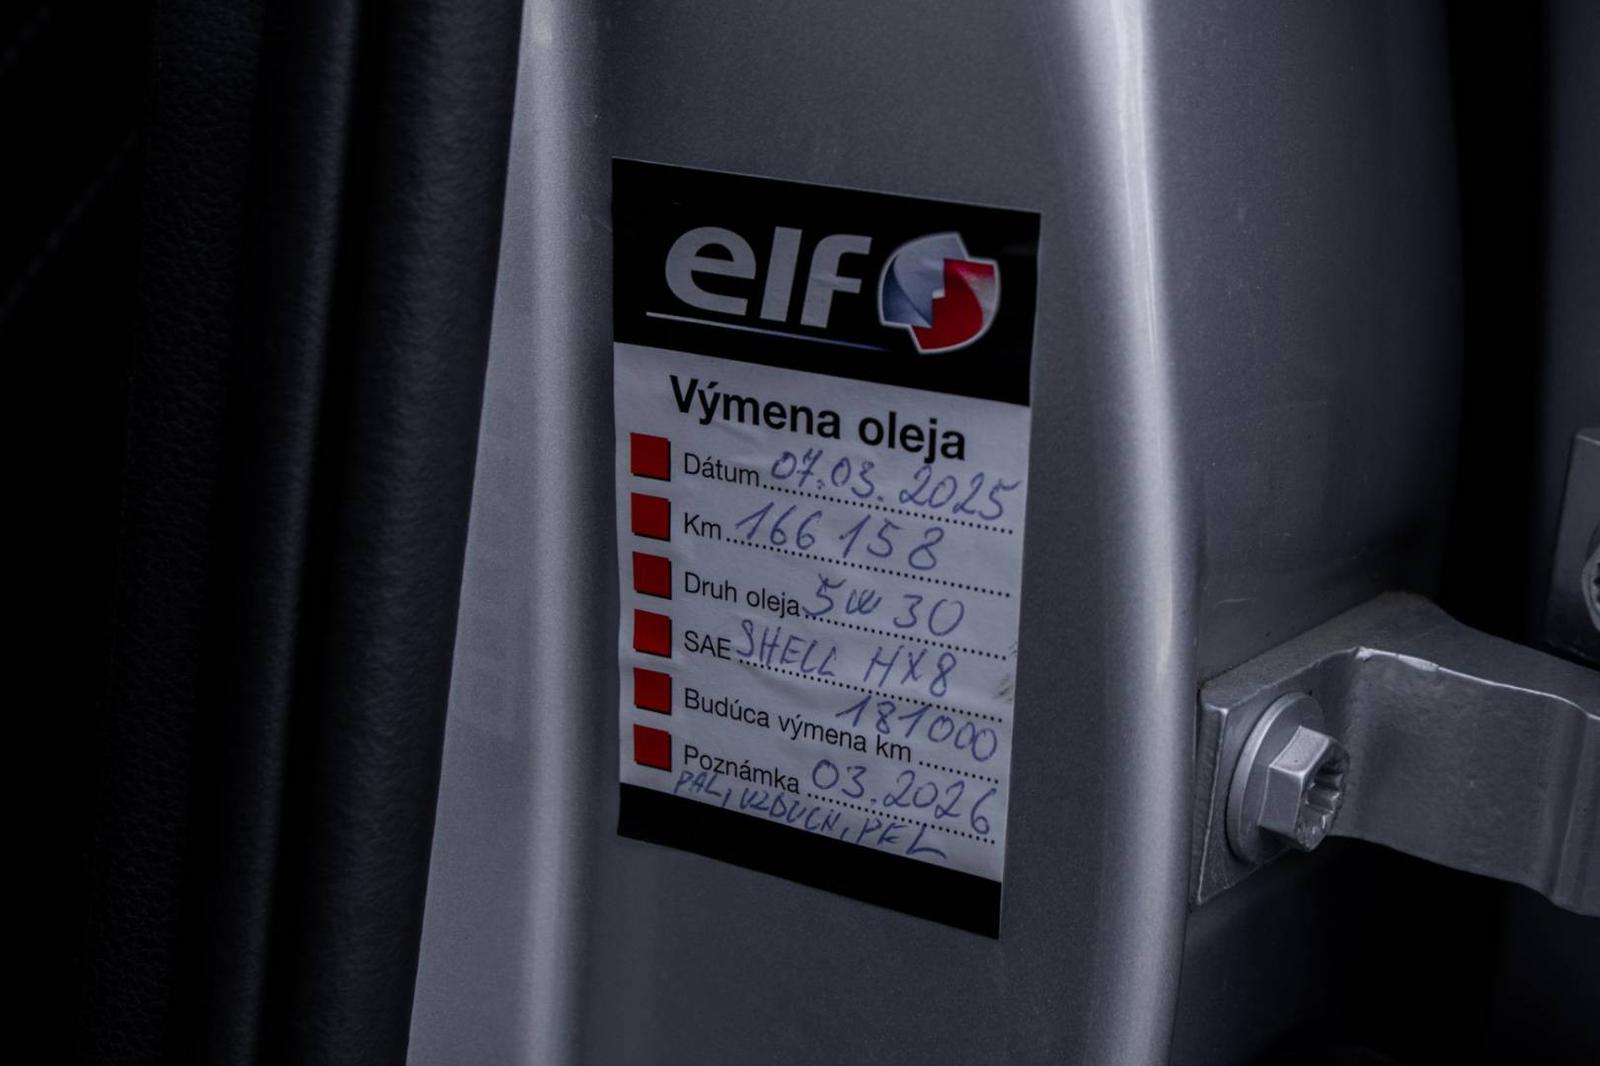 elf
Výmena oleja
Dátum 07.03.2025
Km 166 158
Druh oleja 5W30
SAE SHELL HX8
Budúca výmena km 181000
Poznámka 03.2026
PAL, VZDUCH, PEL